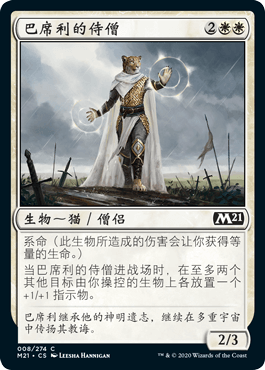 巴席利的侍僧 2
生物～猫／僧侣 M21
系命（此生物所造成的伤害会让你获得等
量的生命。）
当巴席利的侍僧进战场时，在至多两个
其他目标由你操控的生物上各放置一个
+1/+1 指示物。
巴席利继承他的神明遗志，继续在多重宇宙
中传扬其教诲。
2/3
008/274 C
M21 • CS LEESHA HANNIGAN
™ & © 2020 Wizards of the Coast